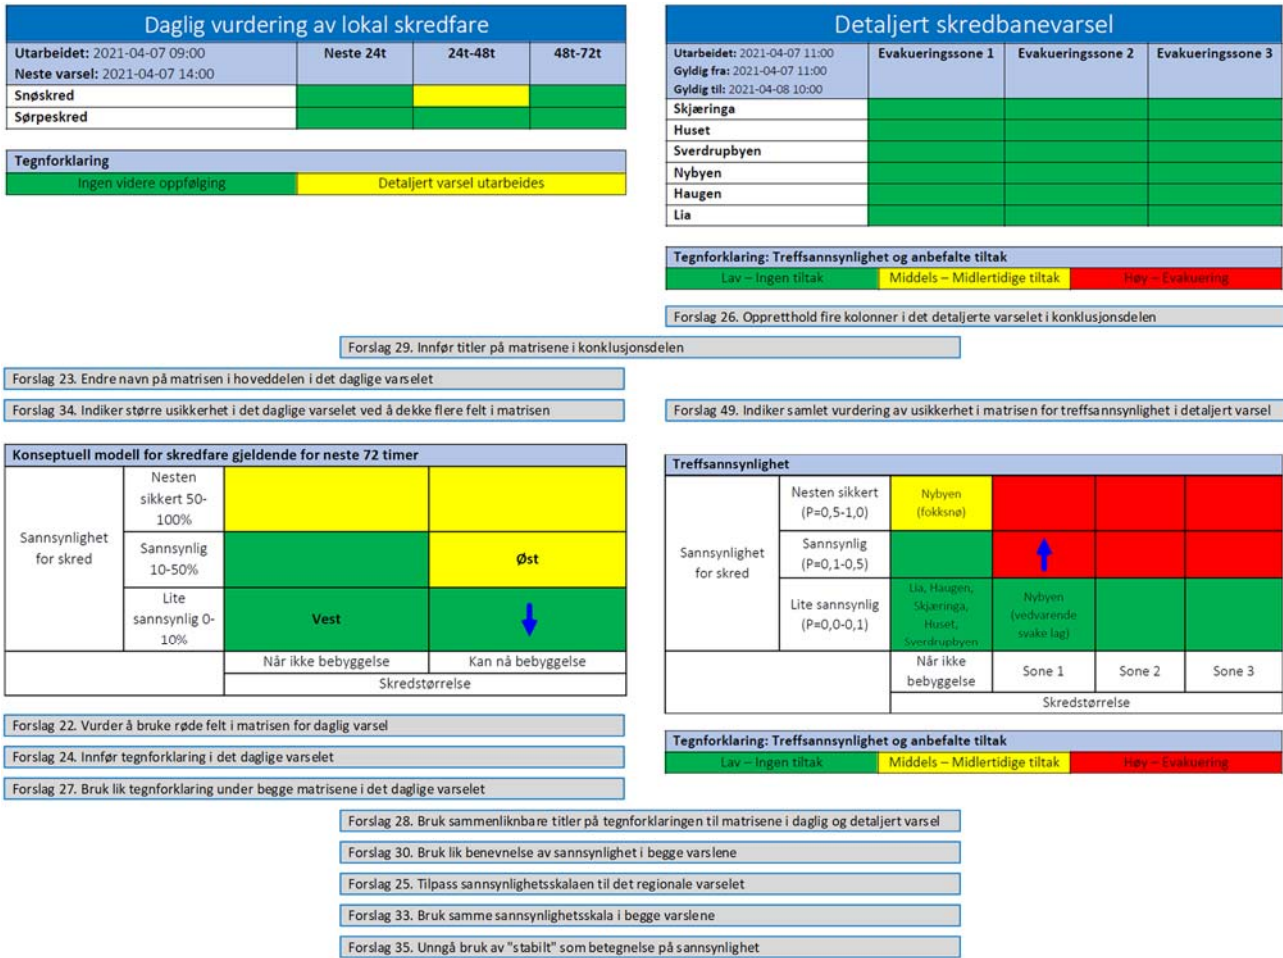 Daglig vurdering av lokal skredfare
Utarbeidet: 2021-04-07 09:00
Neste varsel: 2021-04-07 14:00
Neste 24t
24t-48t
48t-72t
Snøskred
Sørpeskred
Tegnforklaring
Ingen videre oppfølging
Detaljert varsel utarbeides
Detaljert skredbanevarsel
Utarbeidet: 2021-04-07 11:00
Gyldig fra: 2021-04-07 11:00
Gyldig til: 2021-04-08 10:00
Evakueringssone 1
Evakueringssone 2
Evakueringssone 3
Skjæringa
Huset
Sverdrupbyen
Nybyen
Haugen
Lia
Tegnforklaring: Treffsannsynlighet og anbefalte tiltak
Lav – Ingen tiltak
Middels – Midlertidige tiltak
Høy – Evakuering
Forslag 26. Oppretthold fire kolonner i det detaljerte varselet i konklusjonsdelen
Forslag 29. Innfør titler på matrisene i konklusjonsdelen
Forslag 23. Endre navn på matrisen i hoveddelen i det daglige varselet
Forslag 34. Indiker større usikkerhet i det daglige varselet ved å dekke flere felt i matrisen
Forslag 49. Indiker samlet vurdering av usikkerhet i matrisen for treffsannsynlighet i detaljert varsel
Konseptuell modell for skredfare gjeldende for neste 72 timer
Sannsynlighet
for skred
Nesten
sikkert 50-
100%
Sannsynlig
10-50%
Øst
Lite
sannsynlig 0-
10%
Vest
Når ikke bebyggelse
Kan nå bebyggelse
Skredstørrelse
Treffsannsynlighet
Sannsynlighet
for skred
Nesten sikkert
(P=0,5-1,0)
Nybyen
(fokksnø)
Sannsynlig
(P=0,1-0,5)
Lite sannsynlig
(P=0,0-0,1)
Lia, Haugen,
Skjæringa,
Huset,
Sverdrupbyen
Nybyen
(vedvarende
svake lag)
Når ikke
bebyggelse
Sone 1
Sone 2
Sone 3
Skredstørrelse
Forslag 22. Vurder å bruke røde felt i matrisen for daglig varsel
Forslag 24. Innfør tegnforklaring i det daglige varselet
Forslag 27. Bruk lik tegnforklaring under begge matrisene i det daglige varselet
Tegnforklaring: Treffsannsynlighet og anbefalte tiltak
Lav – Ingen tiltak
Middels – Midlertidige tiltak
Høy – Evakuering
Forslag 28. Bruk sammenliknbare titler på tegnforklaringen til matrisene i daglig og detaljert varsel
Forslag 30. Bruk lik benevnelse av sannsynlighet i begge varslene
Forslag 25. Tilpass sannsynlighetsskalaen til det regionale varselet
Forslag 33. Bruk samme sannsynlighetsskala i begge varslene
Forslag 35. Unngå bruk av "stabilt" som betegnelse på sannsynlighet